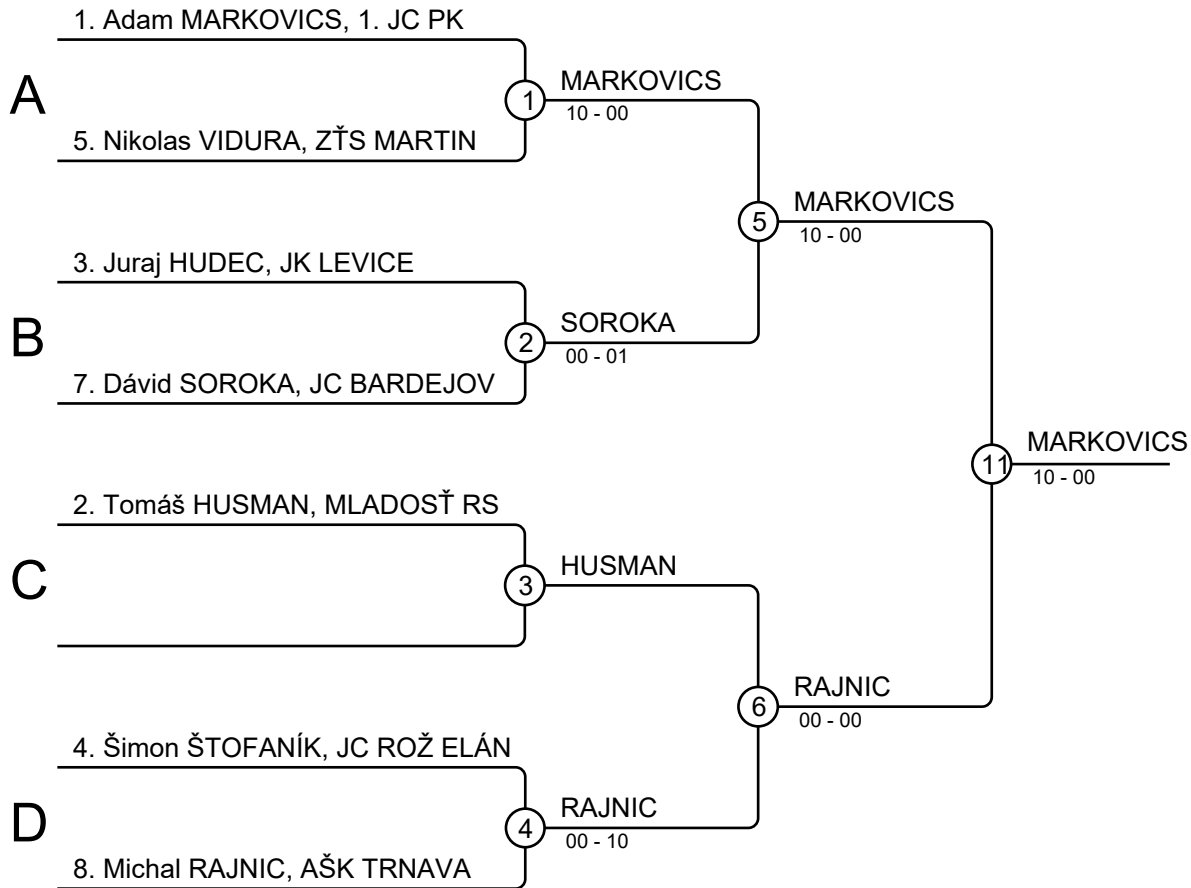 1. Adam MARKOVICS, 1. JC PK
A
1
MARKOVICS
10 - 00
5. Nikolas VIDURA, ZŤS MARTIN
5
MARKOVICS
10 - 00
3. Juraj HUDEC, JK LEVICE
B
2
SOROKA
00 - 01
7. Dávid SOROKA, JC BARDEJOV
11
MARKOVICS
10 - 00
2. Tomáš HUSMAN, MLADOSŤ RS
C
3
HUSMAN
6
RAJNIC
00 - 00
4. Šimon ŠTOFANÍK, JC ROŽ ELÁN
D
4
RAJNIC
00 - 10
8. Michal RAJNIC, AŠK TRNAVA